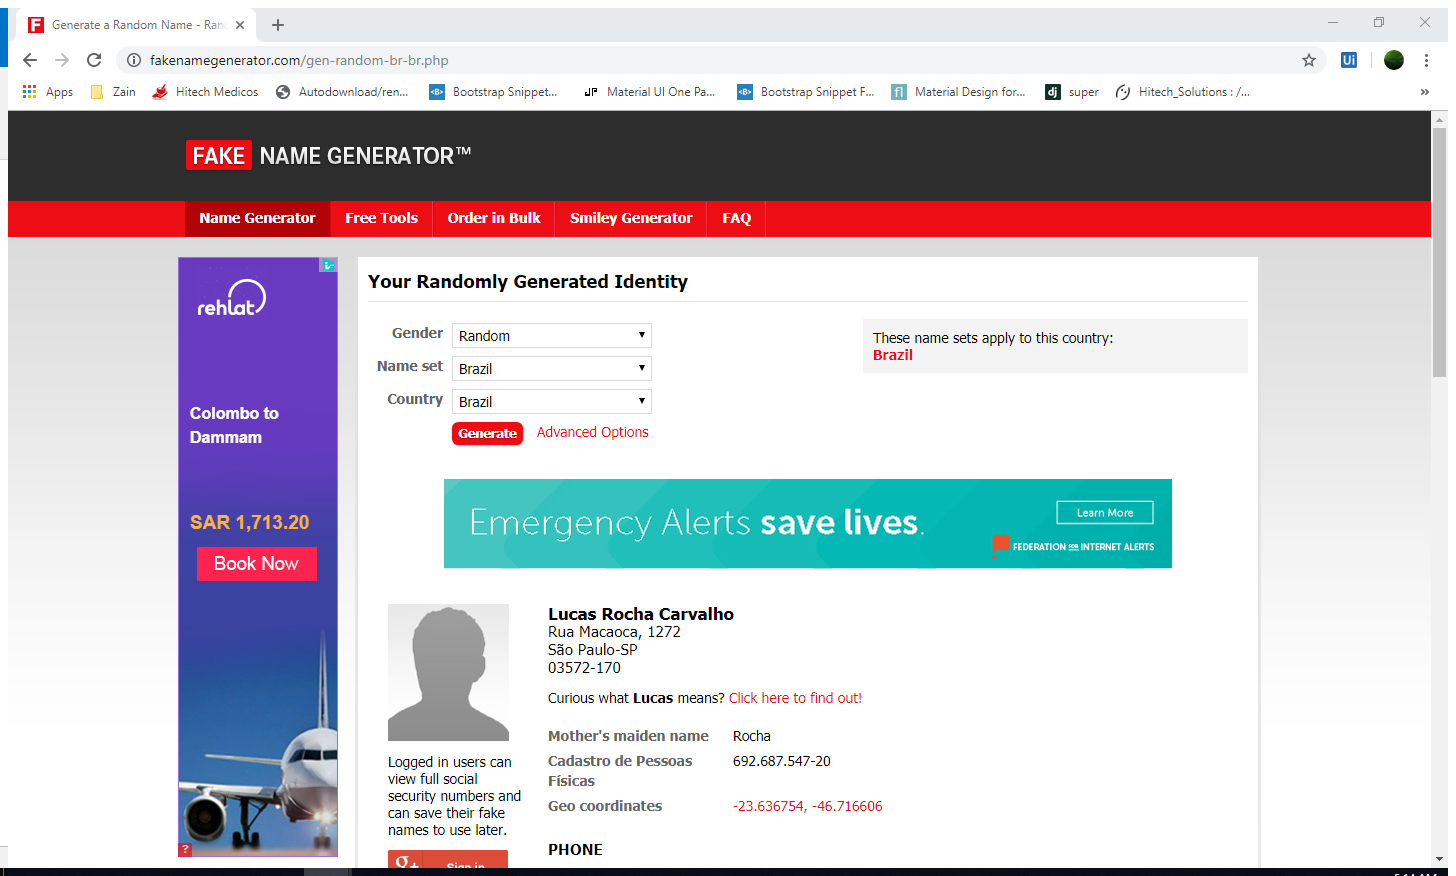 Generate a Random Name - Ran
fakenamegenerator.com/gen-random-br-br.php
Ui
Apps
Zain
Hitech Medicos
Autodownload/ren...
Bootstrap Snippet...
Material UI One Pa...
Bootstrap Snippet F...
Material Design for...
dj super
Hitech_Solutions : /...
FAKE NAME GENERATOR™
Name Generator
Free Tools
Order in Bulk
Smiley Generator
FAQ
rehlat
Colombo to
Dammam
SAR 1,713.20
Book Now
Your Randomly Generated Identity
Gender Random
Name set Brazil
Country Brazil
Generate Advanced Options
These name sets apply to this country:
Brazil
Emergency Alerts save lives.
Learn More
FEDERATION FOR INTERNET ALERTS
Lucas Rocha Carvalho
Rua Macaoca, 1272
São Paulo-SP
03572-170
Curious what Lucas means? Click here to find out!
Mother's maiden name Rocha
Cadastro de Pessoas Físicas 692.687.547-20
Geo coordinates -23.636754, -46.716606
PHONE
Logged in users can
view full social
security numbers and
can save their fake
names to use later.
g+ Sign in